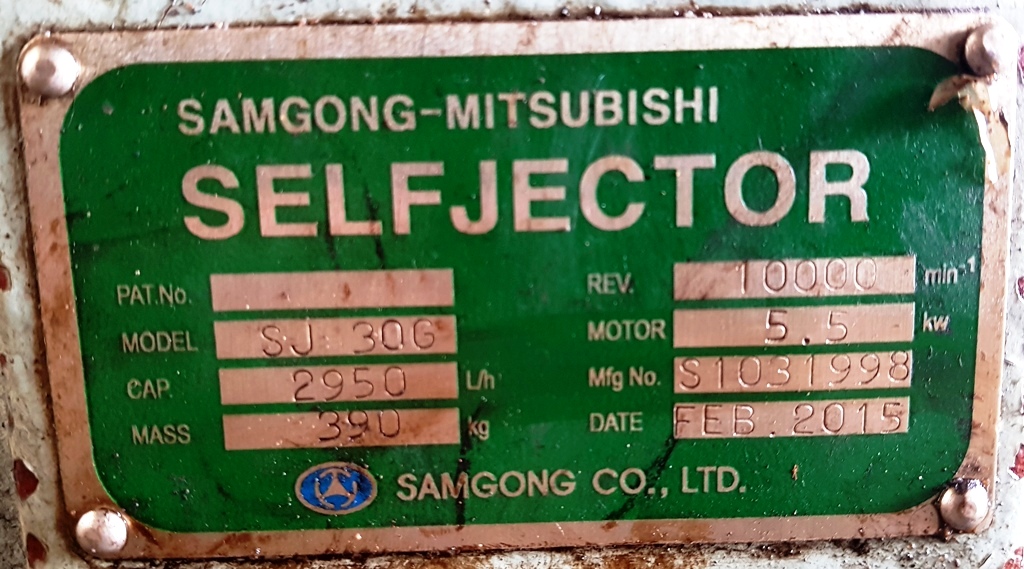 SAMGONG-MITSUBISHI
SELFJECTOR
PAT.No.
MODEL SJ 30G
CAP. 2950 L/h
MASS 390 kg
REV. 10000 min⁻¹
MOTOR 5.5 kw
Mfg No. S1031998
DATE FEB.2015
SAMGONG CO., LTD.